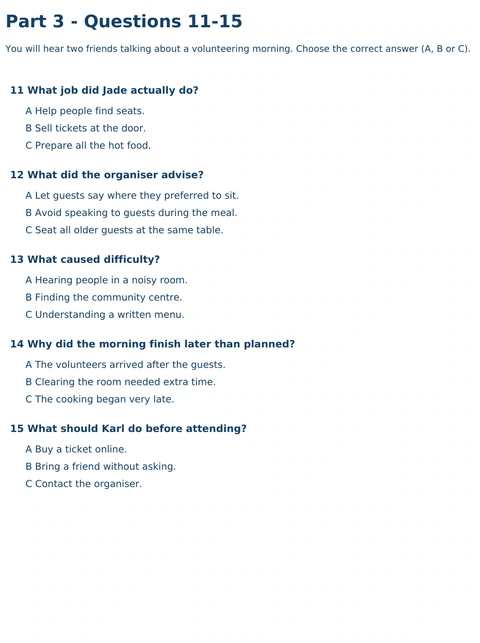 Part 3 - Questions 11-15
You will hear two friends talking about a volunteering morning. Choose the correct answer (A, B or C).
11 What job did Jade actually do?
A Help people find seats.
B Sell tickets at the door.
C Prepare all the hot food.
12 What did the organiser advise?
A Let guests say where they preferred to sit.
B Avoid speaking to guests during the meal.
C Seat all older guests at the same table.
13 What caused difficulty?
A Hearing people in a noisy room.
B Finding the community centre.
C Understanding a written menu.
14 Why did the morning finish later than planned?
A The volunteers arrived after the guests.
B Clearing the room needed extra time.
C The cooking began very late.
15 What should Karl do before attending?
A Buy a ticket online.
B Bring a friend without asking.
C Contact the organiser.